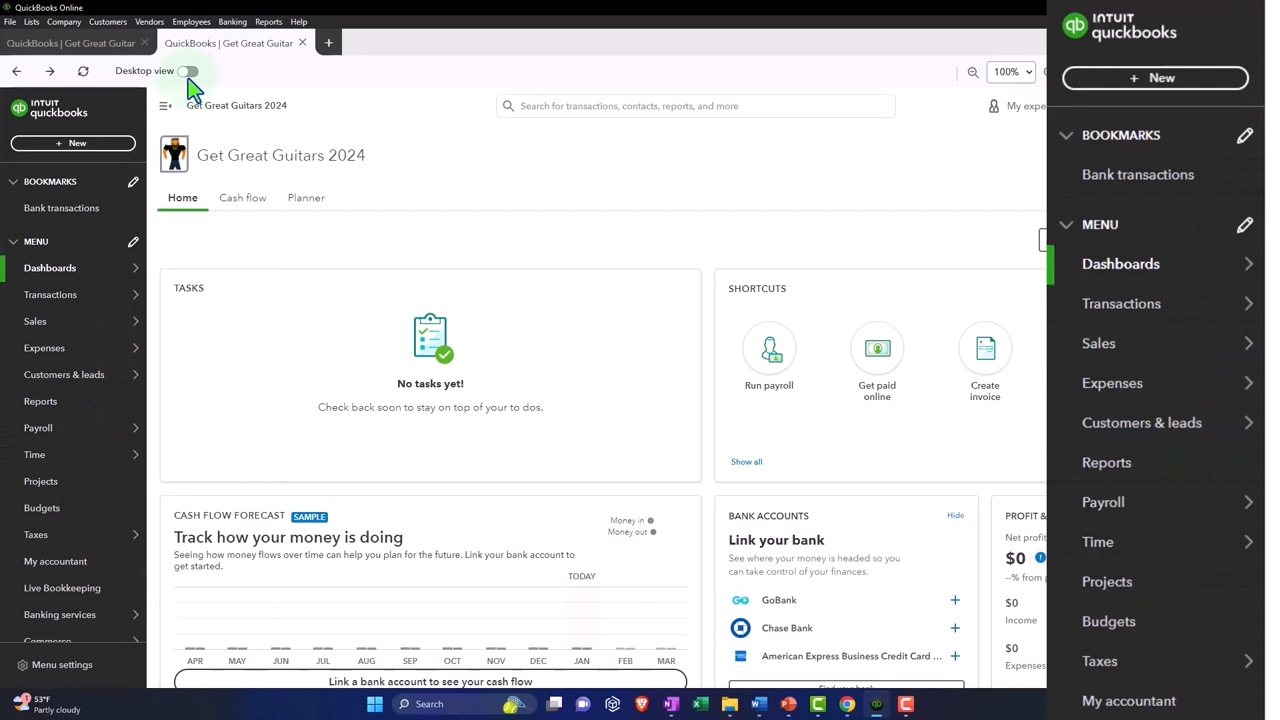 QuickBooks Online
File Lists Company Customers Vendors Employees Banking Reports Help
QuickBooks | Get Great Guitar
QuickBooks | Get Great Guitar
Desktop view
100%
INTUIT
quickbooks
+ New
BOOKMARKS
Bank transactions
MENU
Dashboards
Transactions
Sales
Expenses
Customers & leads
Reports
Payroll
Time
Projects
Budgets
Taxes
My accountant
Live Bookkeeping
Banking services
Commerce
Menu settings
Get Great Guitars 2024
Search for transactions, contacts, reports, and more
My expe
Get Great Guitars 2024
Home Cash flow Planner
TASKS
No tasks yet!
Check back soon to stay on top of your to dos.
SHORTCUTS
Run payroll
Get paid
online
Create
invoice
Show all
CASH FLOW FORECAST SAMPLE
Track how your money is doing
Seeing how money flows over time can help you plan for the future. Link your bank account to
get started.
Money in
Money out
TODAY
APR MAY JUN JUL AUG SEP OCT NOV DEC JAN FEB MAR
Link a bank account to see your cash flow
BANK ACCOUNTS
Hide
Link your bank
See where your money is headed so you
can take control of your finances.
GoBank
Chase Bank
American Express Business Credit Card ...
PROFIT &
Net profit
$0
--% from p
$0
Income
$0
Expenses
INTUIT
quickbooks
+ New
BOOKMARKS
Bank transactions
MENU
Dashboards
Transactions
Sales
Expenses
Customers & leads
Reports
Payroll
Time
Projects
Budgets
Taxes
My accountant
53°F
Partly cloudy
Search